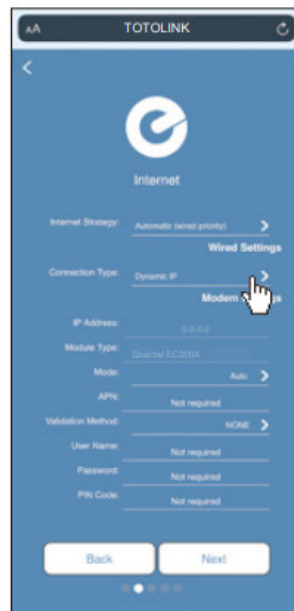 AA TOTOLINK
Internet
Internet Strategy: Automatic (wired priority)
Wired Settings
Connection Type: Dynamic IP
Modem
IP Address: 0.0.0.0
Module Type: Quectel EC200A
Mode: Auto
APN: Not required
Validation Method: NONE
User Name: Not required
Password: Not required
PIN Code: Not required
Back Next